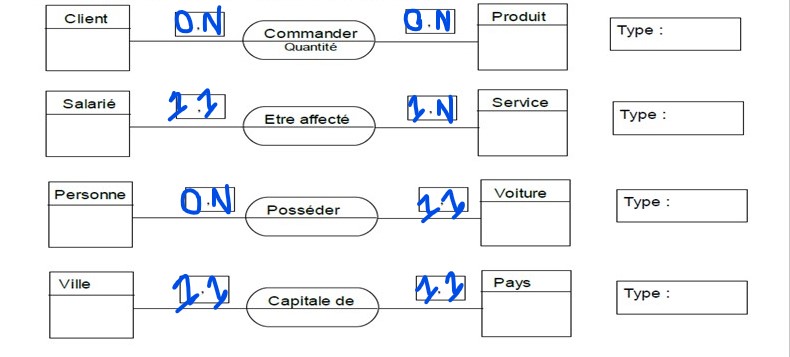 Client 0.N Commander Quantité 0.N Produit Type :
Salarié 1.1 Etre affecté 1.N Service Type :
Personne 0.N Posséder 1.1 Voiture Type :
Ville 1.1 Capitale de 1.1 Pays Type :